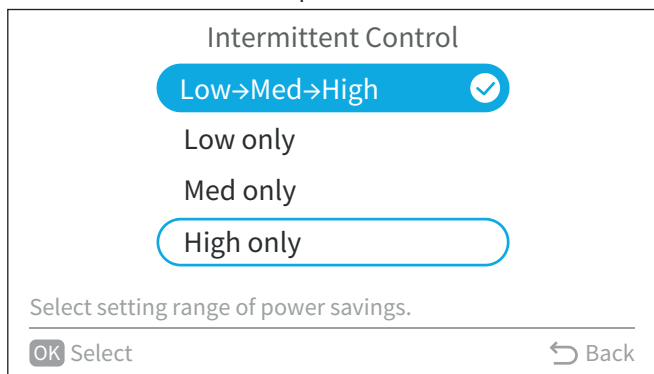 Intermittent Control
Low→Med→High
Low only
Med only
High only
Select setting range of power savings.
OK Select
Back